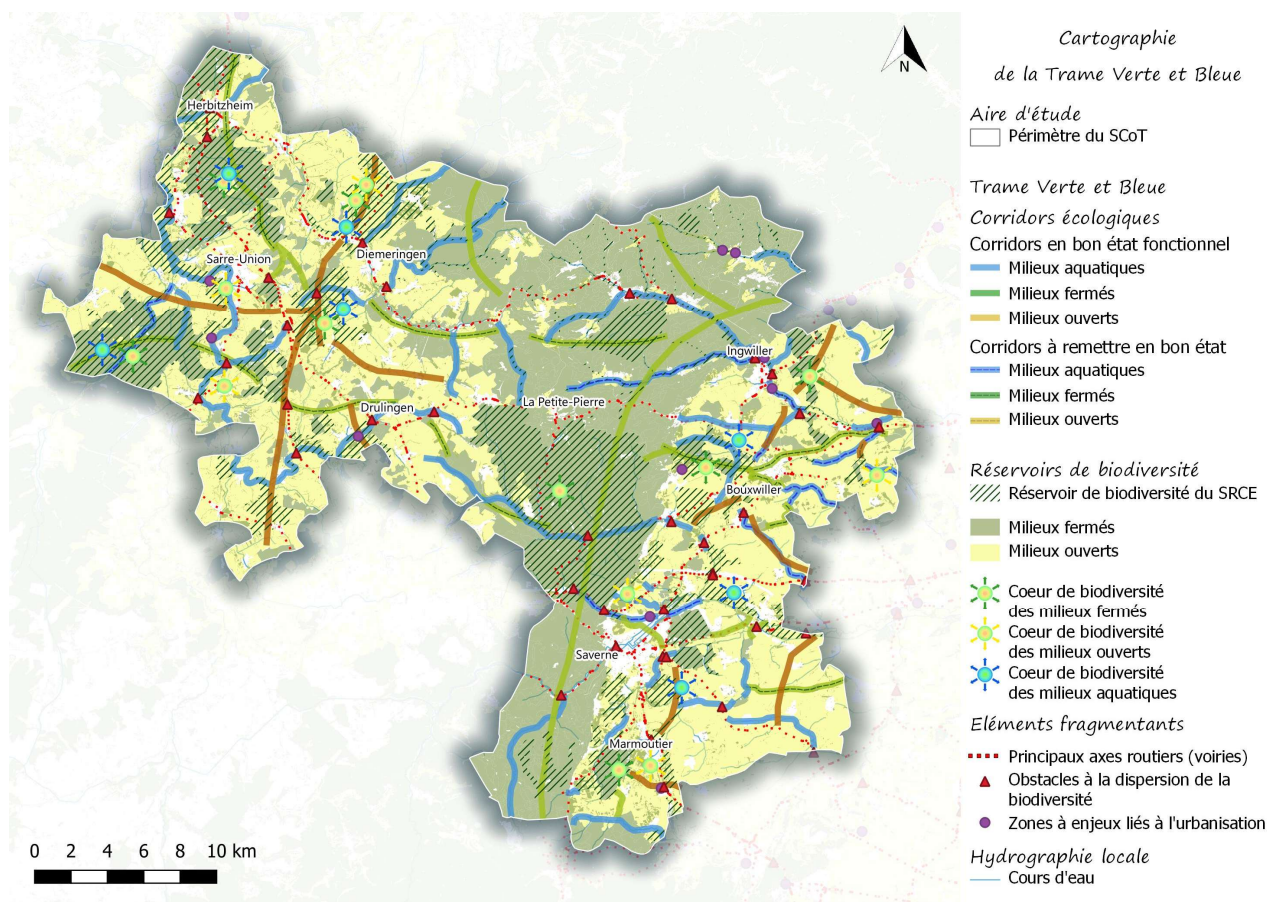 Cartographie
de la Trame Verte et Bleue
Aire d'étude
Périmètre du SCoT
Trame Verte et Bleue
Corridors écologiques
Corridors en bon état fonctionnel
Milieux aquatiques
Milieux fermés
Milieux ouverts
Corridors à remettre en bon état
Milieux aquatiques
Milieux fermés
Milieux ouverts
Réservoirs de biodiversité
Réservoir de biodiversité du SRCE
Milieux fermés
Milieux ouverts
Coeur de biodiversité
des milieux fermés
Coeur de biodiversité
des milieux ouverts
Coeur de biodiversité
des milieux aquatiques
Eléments fragmentants
Principaux axes routiers (voiries)
Obstacles à la dispersion de la
biodiversité
Zones à enjeux liés à l'urbanisation
Hydrographie locale
Cours d'eau
N
Herbitzheim
Sarre-Union
Diemeringen
Ingwiller
Drulingen
La Petite-Pierre
Bouxwiller
Saverne
Marmoutier
0 2 4 6 8 10 km